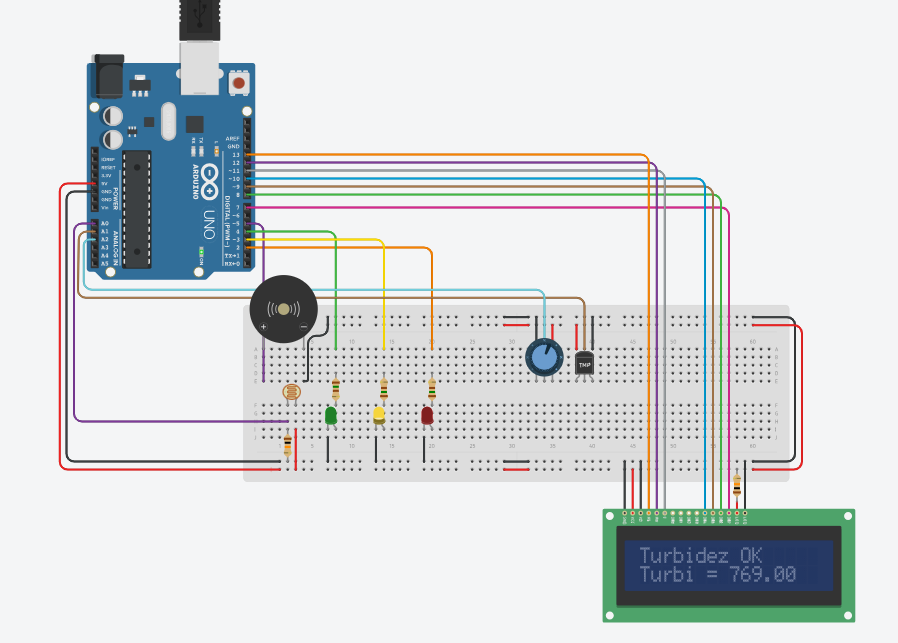 AREF
GND
13
12
~11
~10
~9
8
7
~6
~5
4
~3
2
TX→1
RX←0
DIGITAL (PWM~)
IOREF
RESET
3.3V
5V
GND
GND
Vin
POWER
A0
A1
A2
A3
A4
A5
ANALOG IN
ARDUINO
UNO
TX
RX
L
ON
TMP
Turbidez OK
Turbi = 769.00